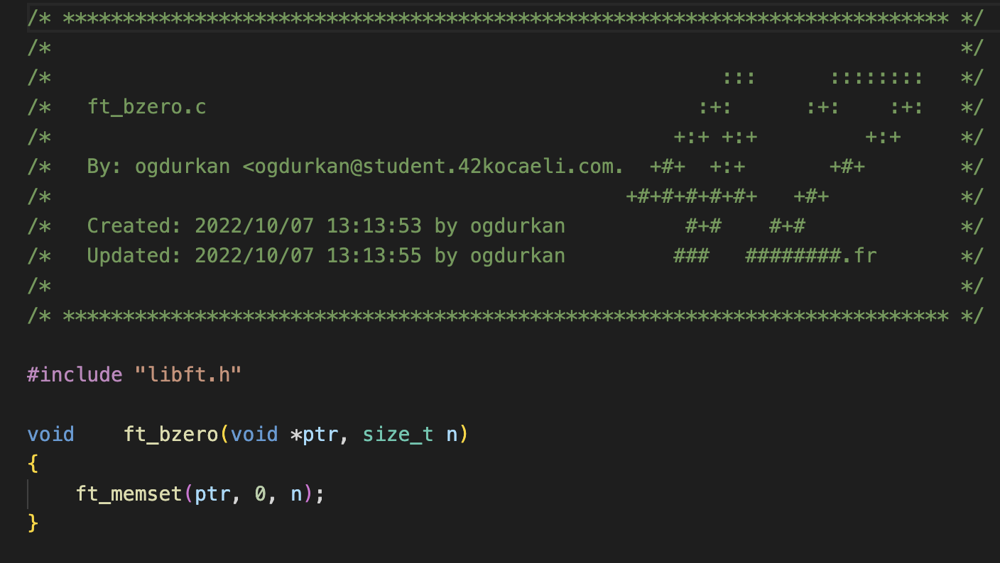 /* ************************************************************************** */
/*                                                                            */
/*                                                        :::      ::::::::   */
/*   ft_bzero.c                                         :+:      :+:    :+:   */
/*                                                    +:+ +:+         +:+     */
/*   By: ogdurkan <ogdurkan@student.42kocaeli.com.  +#+  +:+       +#+        */
/*                                                +#+#+#+#+#+   +#+           */
/*   Created: 2022/10/07 13:13:53 by ogdurkan          #+#    #+#             */
/*   Updated: 2022/10/07 13:13:55 by ogdurkan         ###   ########.fr       */
/*                                                                            */
/* ************************************************************************** */
#include "libft.h"
void    ft_bzero(void *ptr, size_t n)
{
    ft_memset(ptr, 0, n);
}